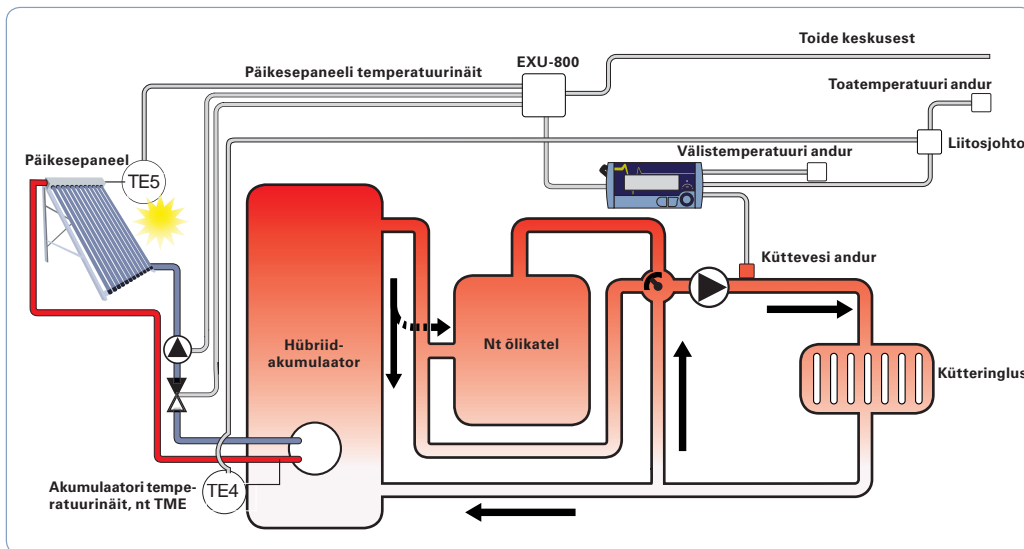 Toide keskusest
EXU-800
Päikesepaneeli temperatuurinäit
Toatemperatuuri andur
Liitosjohto
Välistemperatuuri andur
Päikesepaneel
TE5
Küttevesi andur
Hübriid-
akumulaator
Nt õlikatel
Kütteringlus
Akumulaatori tempe-
ratuurinäit, nt TME
TE4